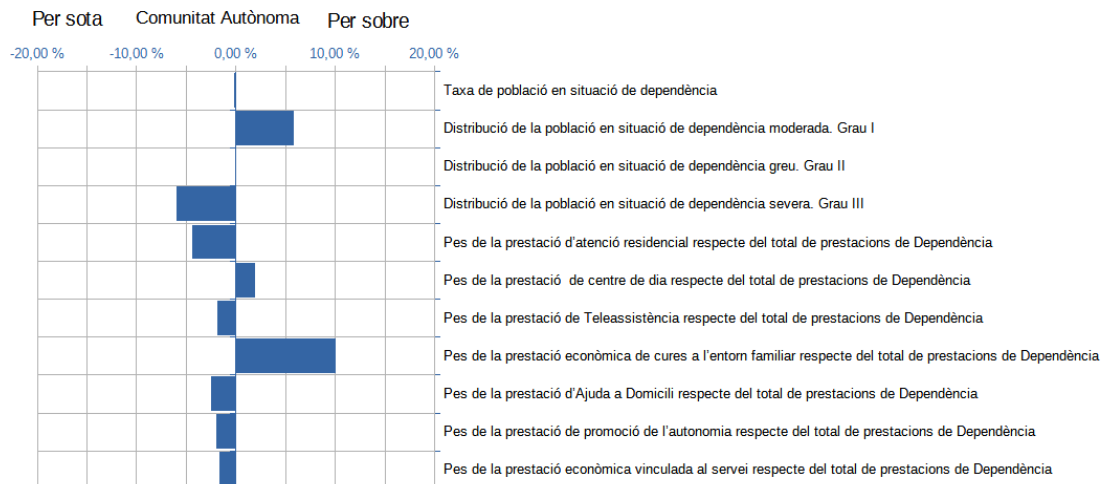 Per sota Comunitat Autònoma Per sobre
-20,00 % -10,00 % 0,00 % 10,00 % 20,00 %
Taxa de població en situació de dependència
Distribució de la població en situació de dependència moderada. Grau I
Distribució de la població en situació de dependència greu. Grau II
Distribució de la població en situació de dependència severa. Grau III
Pes de la prestació d’atenció residencial respecte del total de prestacions de Dependència
Pes de la prestació  de centre de dia respecte del total de prestacions de Dependència
Pes de la prestació de Teleassistència respecte del total de prestacions de Dependència
Pes de la prestació econòmica de cures a l’entorn familiar respecte del total de prestacions de Dependència
Pes de la prestació d’Ajuda a Domicili respecte del total de prestacions de Dependència
Pes de la prestació de promoció de l’autonomia respecte del total de prestacions de Dependència
Pes de la prestació econòmica vinculada al servei respecte del total de prestacions de Dependència